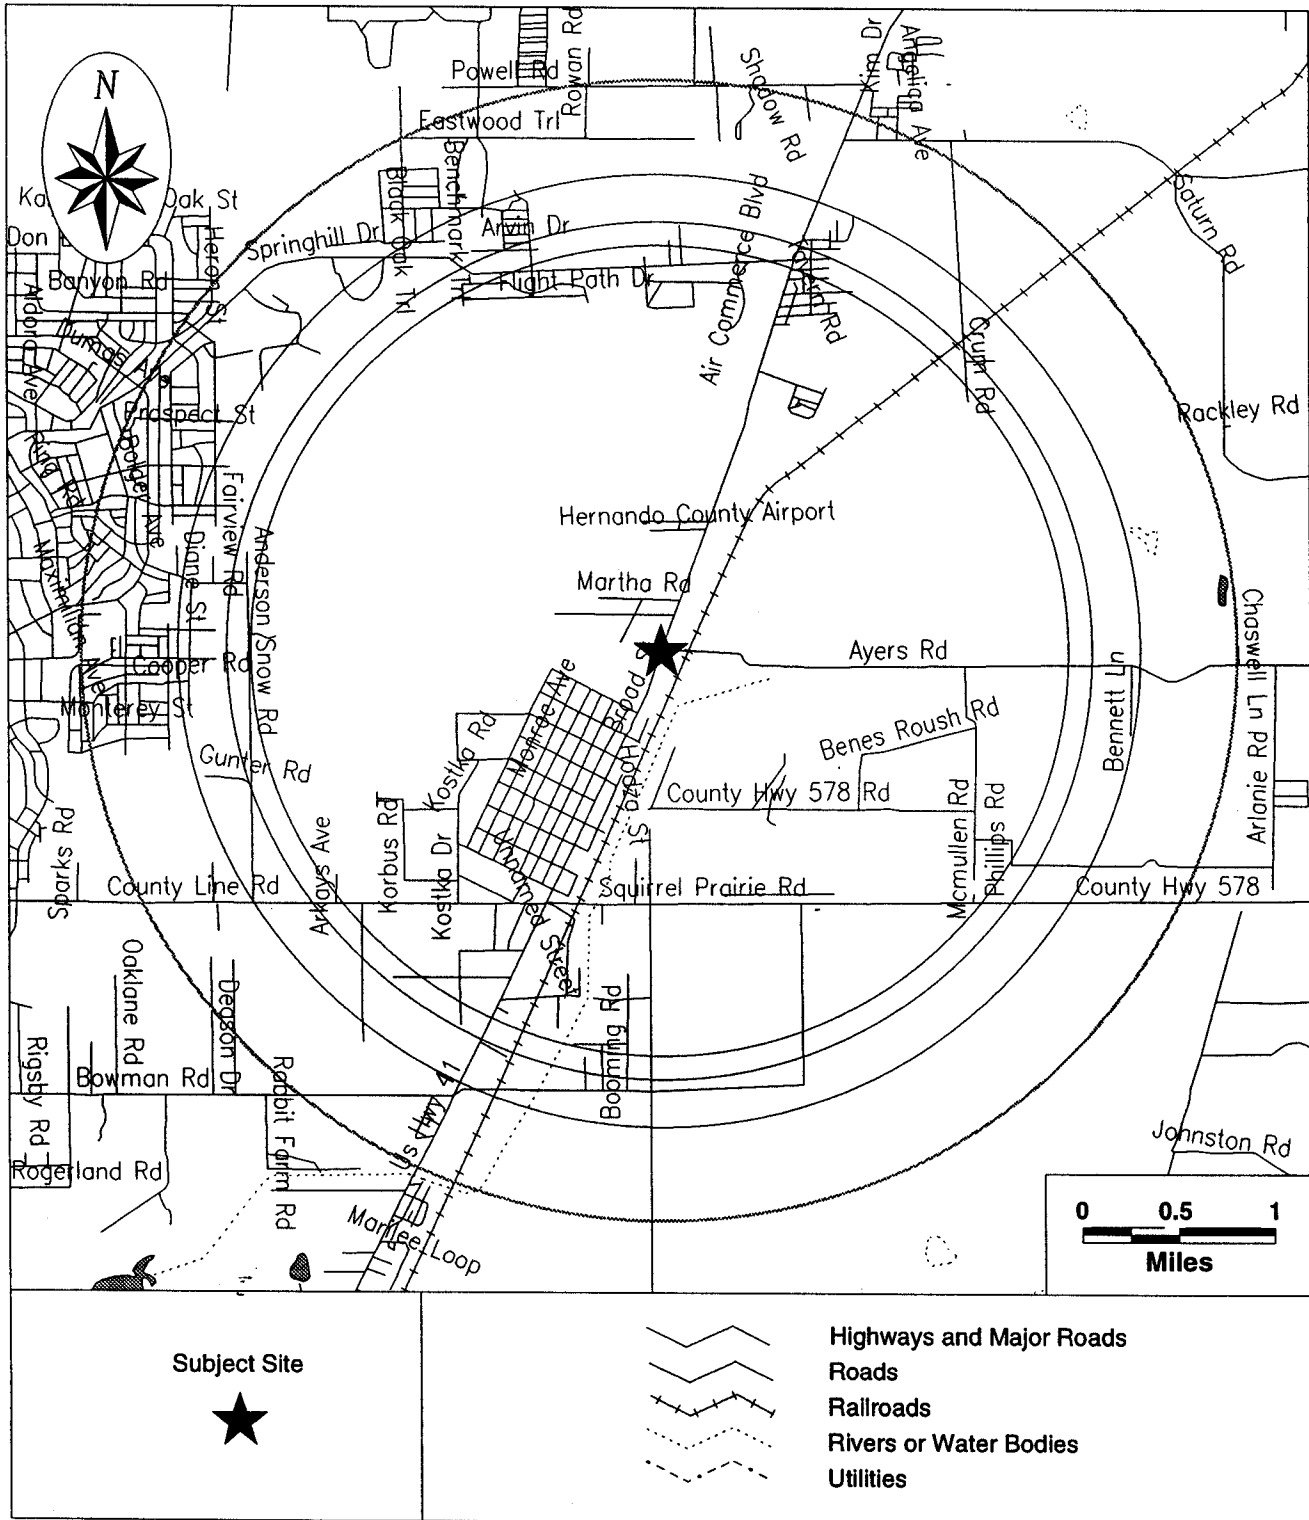 N
Powell Rd
Rowan Rd
Kim Dr
Angelica Ave
Shadow Rd
Eastwood Trl
Benchmark Trl
Black Oak Trl
Oak St
Don
Heron St
Springhill Dr
Arvin Dr
Banyon Rd
Flight Path Dr
Air Commerce Blvd
Saturn Rd
Crum Rd
Rackley Rd
Prospect St
Fairview Rd
Diane St
Anderson Snow Rd
Hernando County Airport
Martha Rd
Maximilian Ave
Cooper Rd
Monterey St
Ayers Rd
Broad S
Monroe Ave
Kostka Rd
Benes Roush Rd
Bennett Ln
Chaswell Ln Rd
Arlanie Rd
Gunter Rd
County Hwy 578 Rd
Mcmullen Rd
Phillips Rd
Korbus Rd
Kostka Dr
Unnamed Street
Arkays Ave
Sparks Rd
County Line Rd
Squirrel Prairie Rd
County Hwy 578
Oaklane Rd
Degson Dr
Rigsby Rd
Bowman Rd
Rabbit Farm Rd
Us Hwy 41
Booming Rd
Rogerland Rd
Johnston Rd
Loop
0 0.5 1
Miles
Subject Site
Highways and Major Roads
Roads
Railroads
Rivers or Water Bodies
Utilities